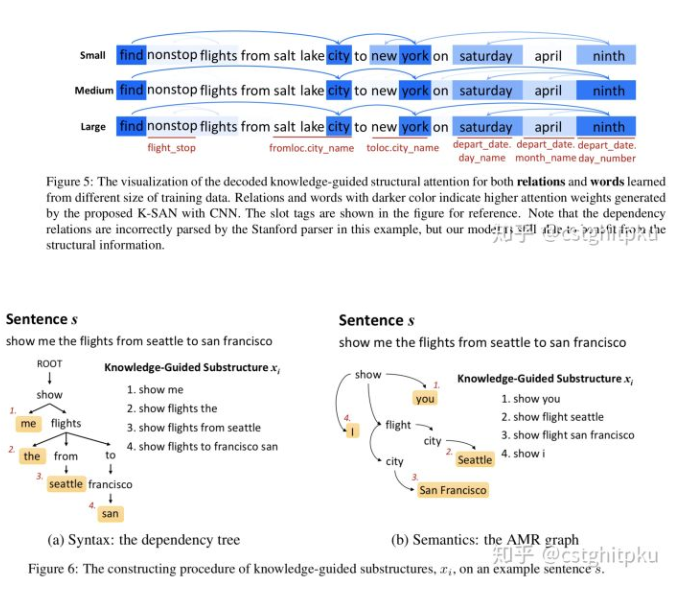 Small find nonstop flights from salt lake city to new york on saturday april ninth
Medium find nonstop flights from salt lake city to new york on saturday april ninth
Large find nonstop flights from salt lake city to new york on saturday april ninth
flight_stop fromloc.city_name toloc.city_name depart_date. depart_date. depart_date.
day_name month_name day_number
Figure 5: The visualization of the decoded knowledge-guided structural attention for both relations and words learned
from different size of training data. Relations and words with darker color indicate higher attention weights generated
by the proposed K-SAN with CNN. The slot tags are shown in the figure for reference. Note that the dependency
relations are incorrectly parsed by the Stanford parser in this example, but our model is still able to benefit from the
structural information.
知乎 @cstghitpku
Sentence s
show me the flights from seattle to san francisco
ROOT
show
1.
me flights
2.
the from to
3.
seattle francisco
4.
san
Knowledge-Guided Substructure xᵢ
1. show me
2. show flights the
3. show flights from seattle
4. show flights to francisco san
(a) Syntax: the dependency tree
Sentence s
show me the flights from seattle to san francisco
show
1.
you
4.
I
flight
city
2.
Seattle
city
3.
San Francisco
Knowledge-Guided Substructure xᵢ
1. show you
2. show flight seattle
3. show flight san francisco
4. show i
(b) Semantics: the AMR graph
知乎 @cstghitpku
Figure 6: The constructing procedure of knowledge-guided substructures, xᵢ, on an example sentence s.